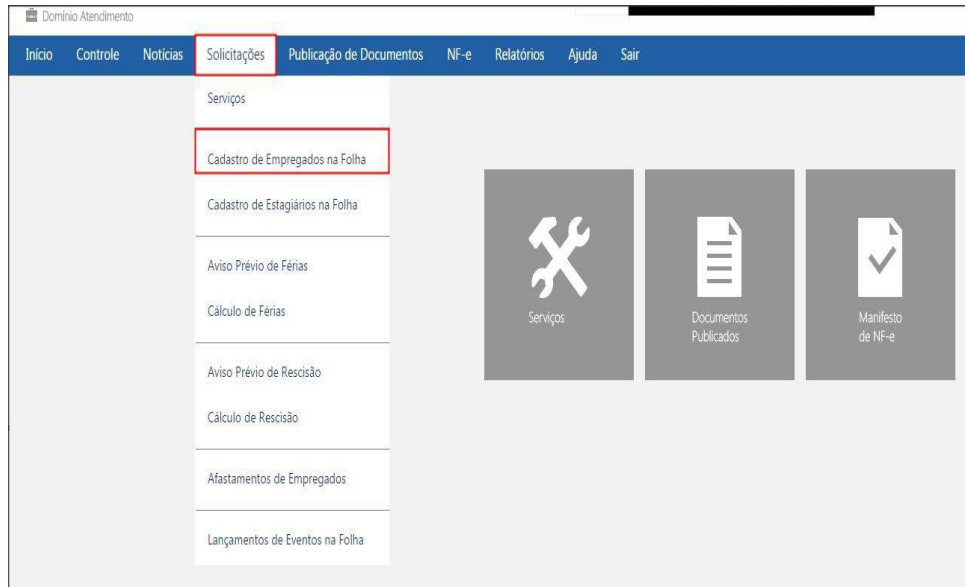 Domínio Atendimento
Início Controle Notícias Solicitações Publicação de Documentos NF-e Relatórios Ajuda Sair
Serviços
Cadastro de Empregados na Folha
Cadastro de Estagiários na Folha
Aviso Prévio de Férias
Cálculo de Férias
Aviso Prévio de Rescisão
Cálculo de Rescisão
Afastamentos de Empregados
Lançamentos de Eventos na Folha
Serviços
Documentos
Publicados
Manifesto
de NF-e